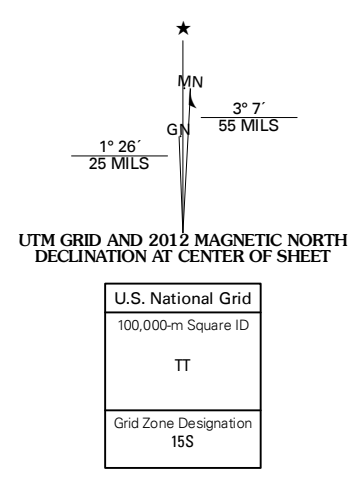 MN
GN
3° 7´
55 MILS
1° 26´
25 MILS
UTM GRID AND 2012 MAGNETIC NORTH
DECLINATION AT CENTER OF SHEET
U.S. National Grid
100,000-m Square ID
TT
Grid Zone Designation
15S